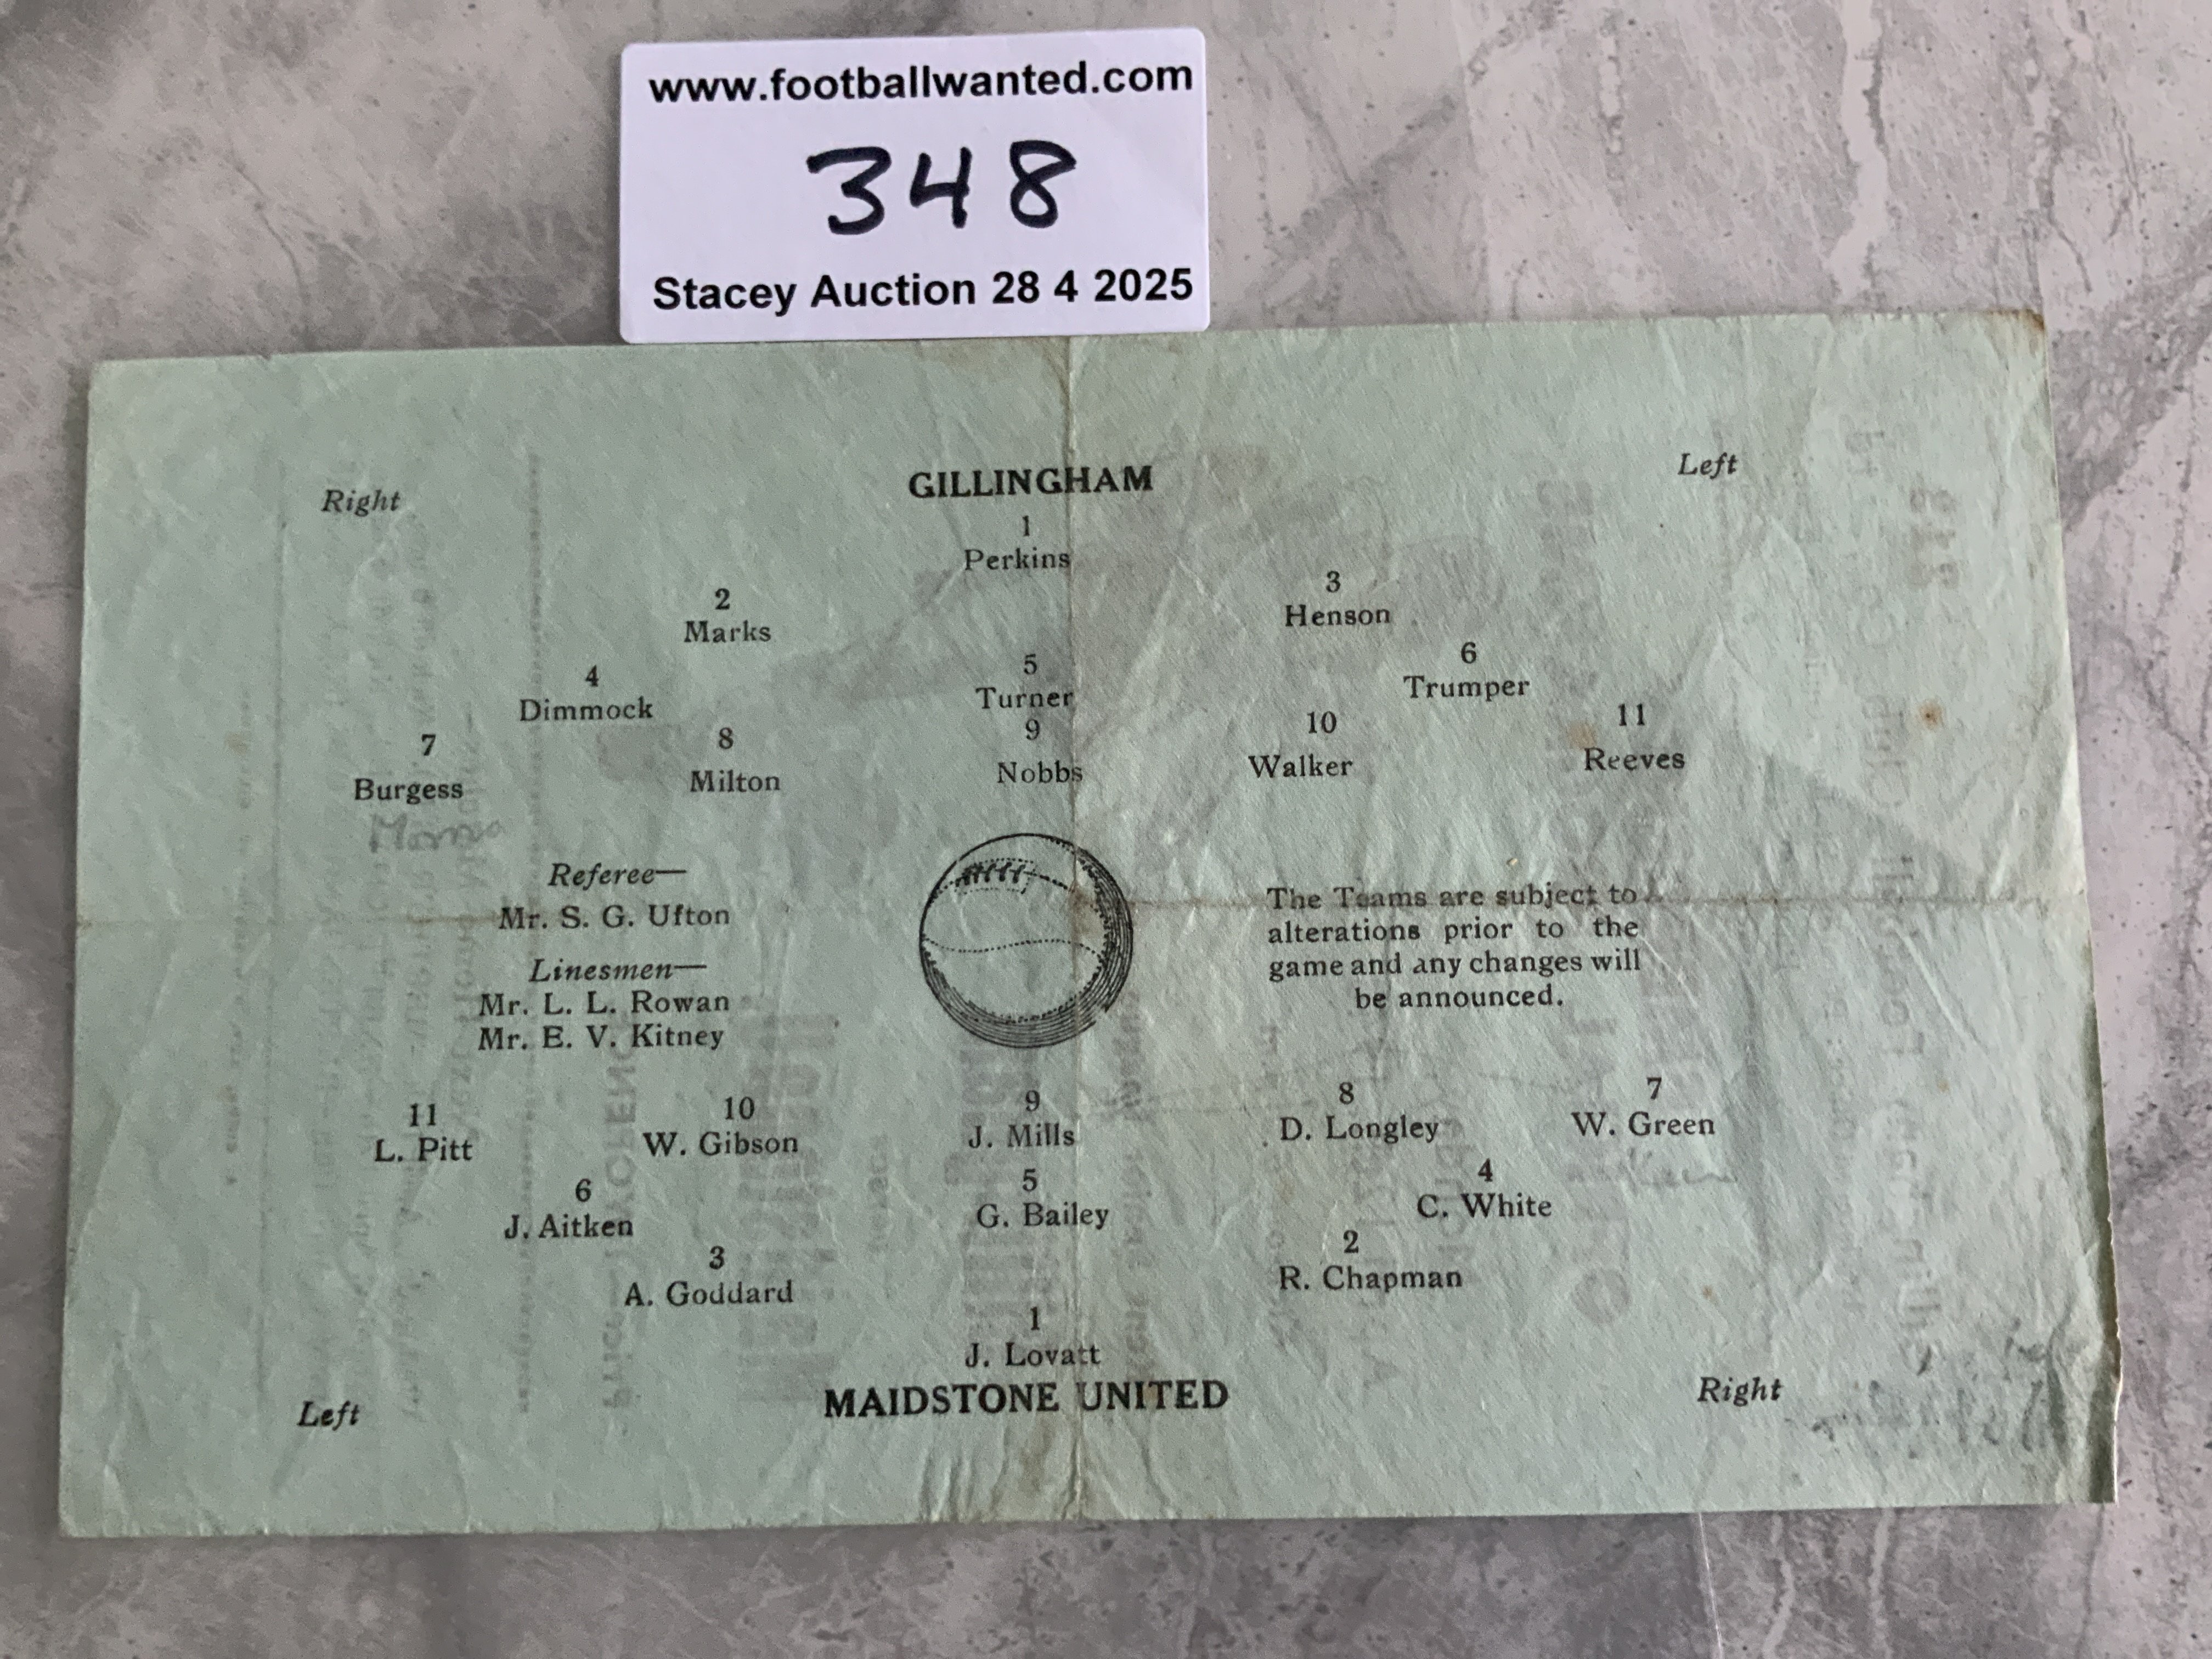 www.footballwanted.com
348
Stacey Auction 28 4 2025
Right
GILLINGHAM
Left
1
Perkins
2
Marks
3
Henson
4
Dimmock
5
Turner
6
Trumper
7
Burgess
8
Milton
9
Nobbs
10
Walker
11
Reeves
Referee—
Mr. S. G. Ufton
Linesmen—
Mr. L. L. Rowan
Mr. E. V. Kitney
The Teams are subject to
alterations prior to the
game and any changes will
be announced.
11
L. Pitt
10
W. Gibson
9
J. Mills
8
D. Longley
7
W. Green
6
J. Aitken
5
G. Bailey
4
C. White
3
A. Goddard
2
R. Chapman
1
J. Lovatt
Left
MAIDSTONE UNITED
Right